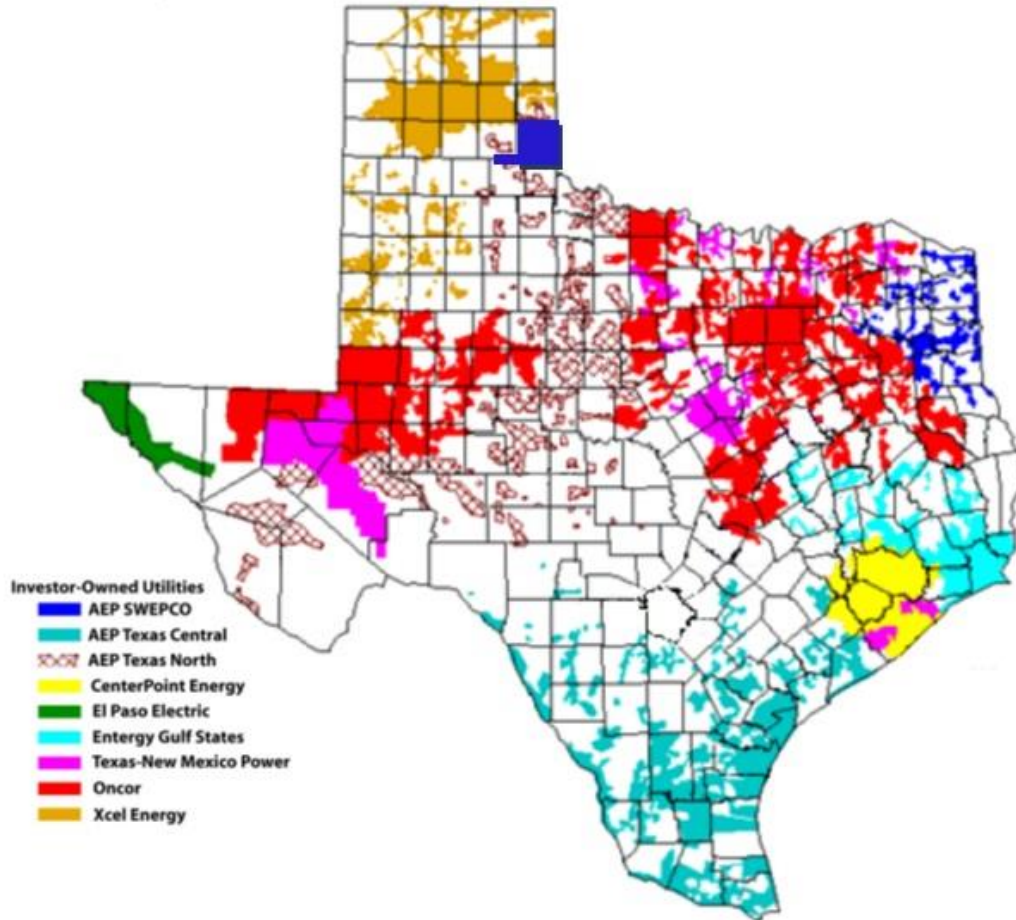 Investor-Owned Utilities
AEP SWEPCO
AEP Texas Central
AEP Texas North
CenterPoint Energy
El Paso Electric
Entergy Gulf States
Texas-New Mexico Power
Oncor
Xcel Energy